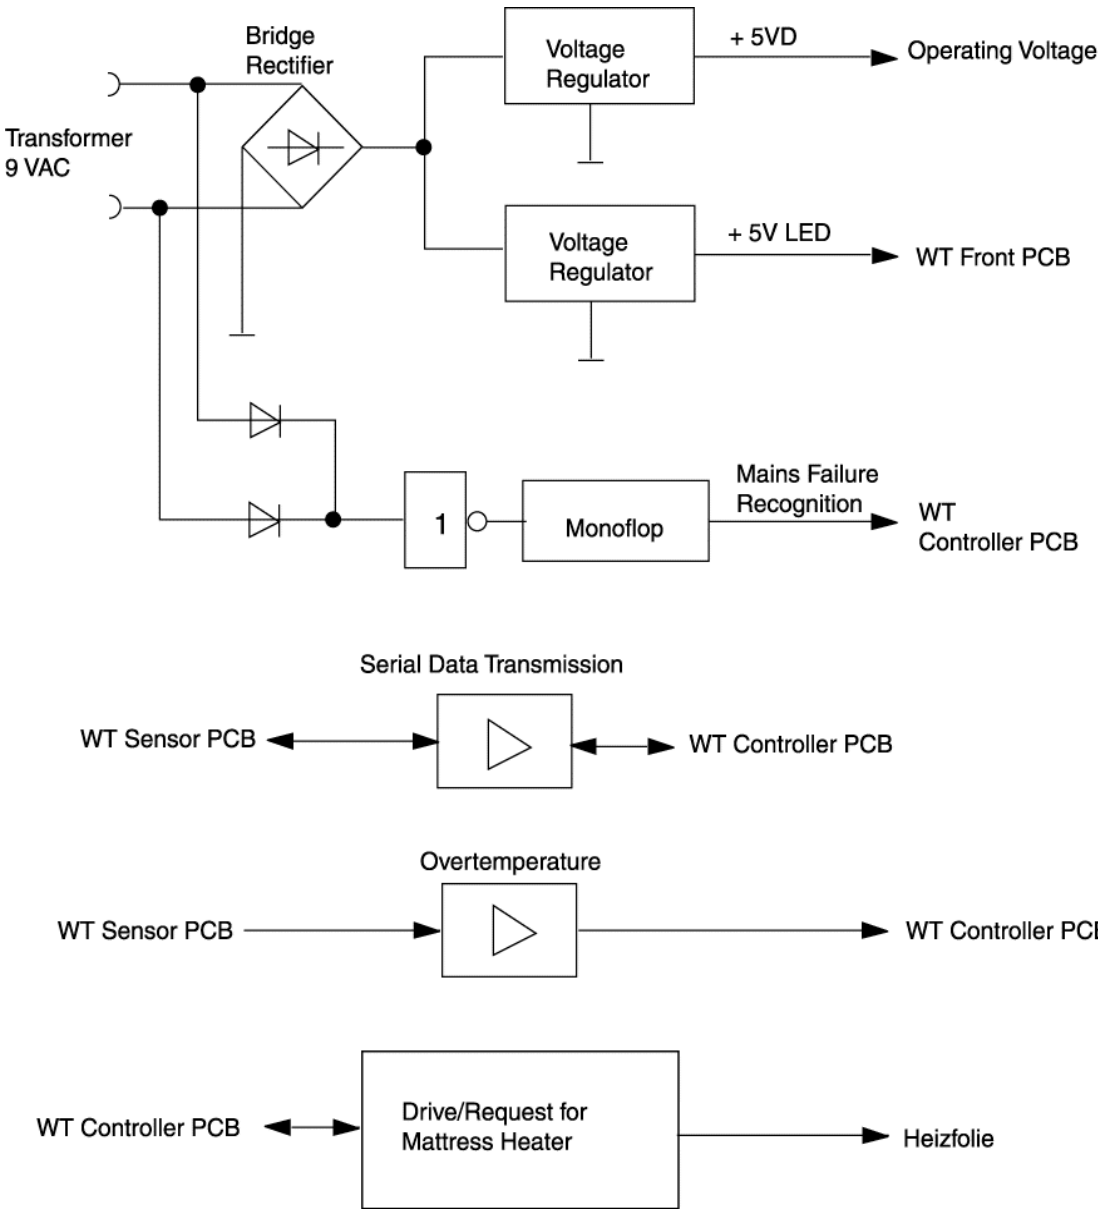 Bridge
Rectifier
Voltage
Regulator
+ 5VD
Operating Voltage
Transformer
9 VAC
Voltage
Regulator
+ 5V LED
WT Front PCB
1
Monoflop
Mains Failure
Recognition
WT
Controller PCB
Serial Data Transmission
WT Sensor PCB
WT Controller PCB
Overtemperature
WT Sensor PCB
WT Controller PCB
WT Controller PCB
Drive/Request for
Mattress Heater
Heizfolie